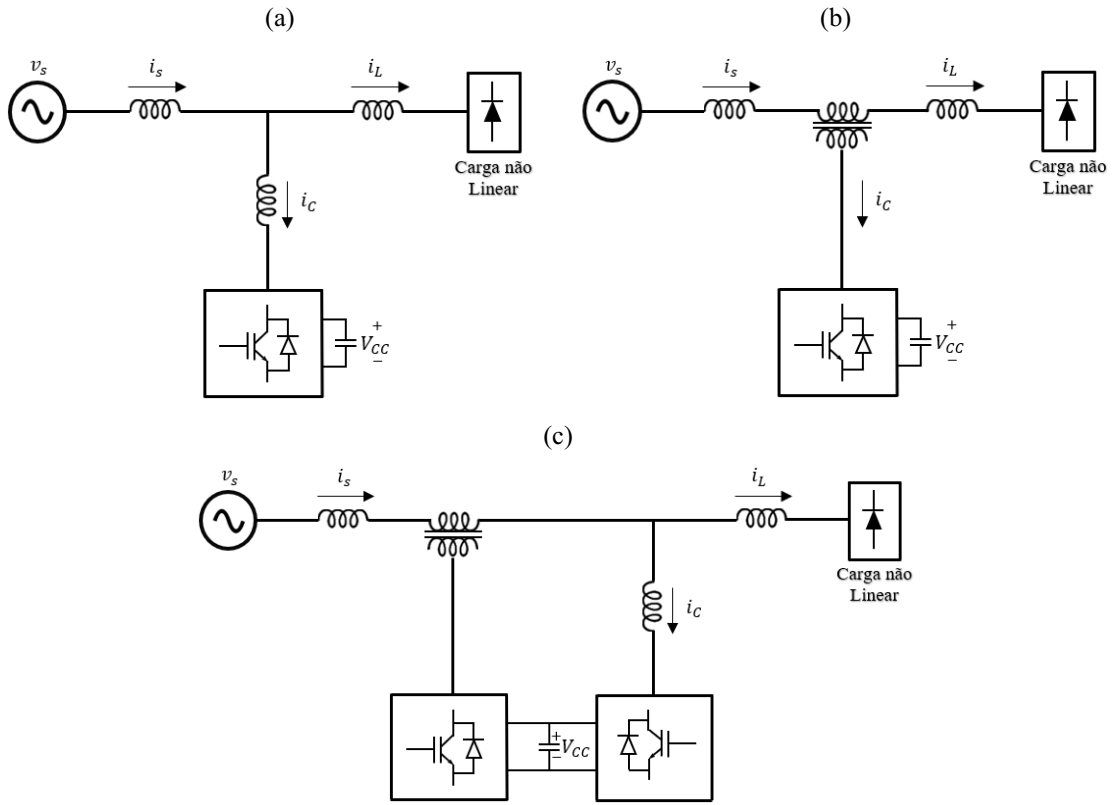 (a)
v_s
i_s
i_L
Carga não
Linear
i_C
+
V_CC
−
(b)
v_s
i_s
i_L
Carga não
Linear
i_C
+
V_CC
−
(c)
v_s
i_s
i_L
Carga não
Linear
i_C
+
V_CC
−